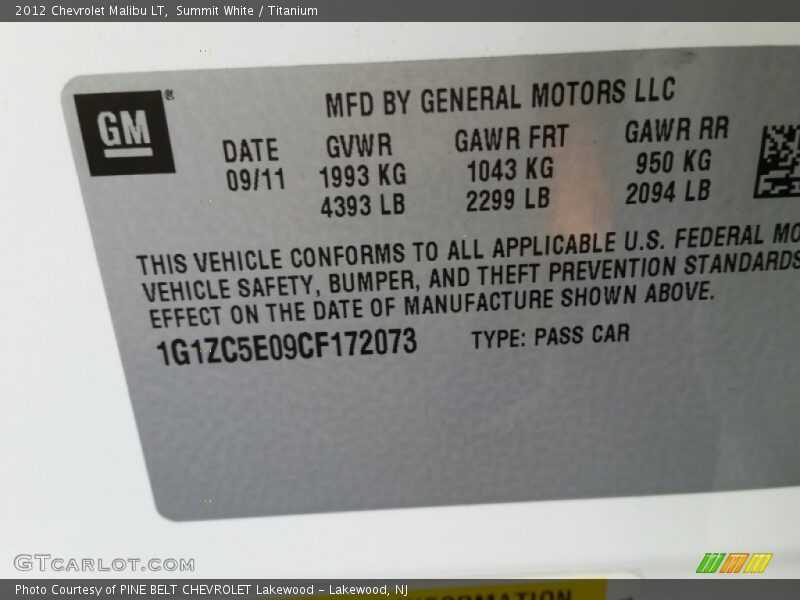 2012 Chevrolet Malibu LT, Summit White / Titanium
GM®
MFD BY GENERAL MOTORS LLC
DATE GVWR GAWR FRT GAWR RR
09/11 1993 KG 1043 KG 950 KG
4393 LB 2299 LB 2094 LB
THIS VEHICLE CONFORMS TO ALL APPLICABLE U.S. FEDERAL MO
VEHICLE SAFETY, BUMPER, AND THEFT PREVENTION STANDARDS
EFFECT ON THE DATE OF MANUFACTURE SHOWN ABOVE.
1G1ZC5E09CF172073 TYPE: PASS CAR
GTCARLOT.COM
Photo Courtesy of PINE BELT CHEVROLET Lakewood - Lakewood, NJ